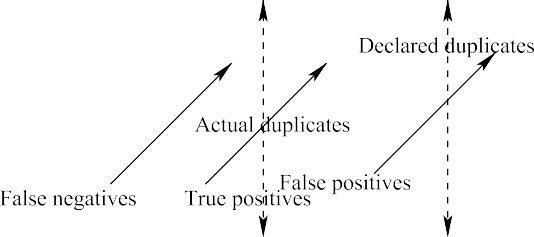 Declared duplicates
Actual duplicates
False positives
False negatives
True positives